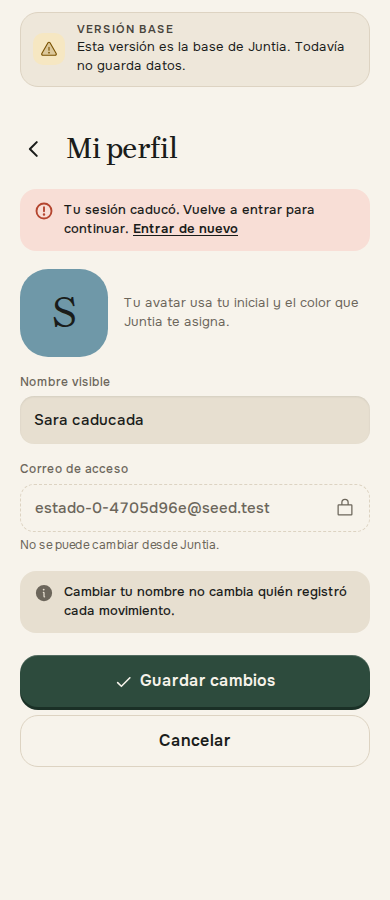 VERSIÓN BASE
Esta versión es la base de Juntia. Todavía
no guarda datos.
Mi perfil
Tu sesión caducó. Vuelve a entrar para
continuar. Entrar de nuevo
S
Tu avatar usa tu inicial y el color que
Juntia te asigna.
Nombre visible
Sara caducada
Correo de acceso
estado-0-4705d96e@seed.test
No se puede cambiar desde Juntia.
Cambiar tu nombre no cambia quién registró
cada movimiento.
Guardar cambios
Cancelar